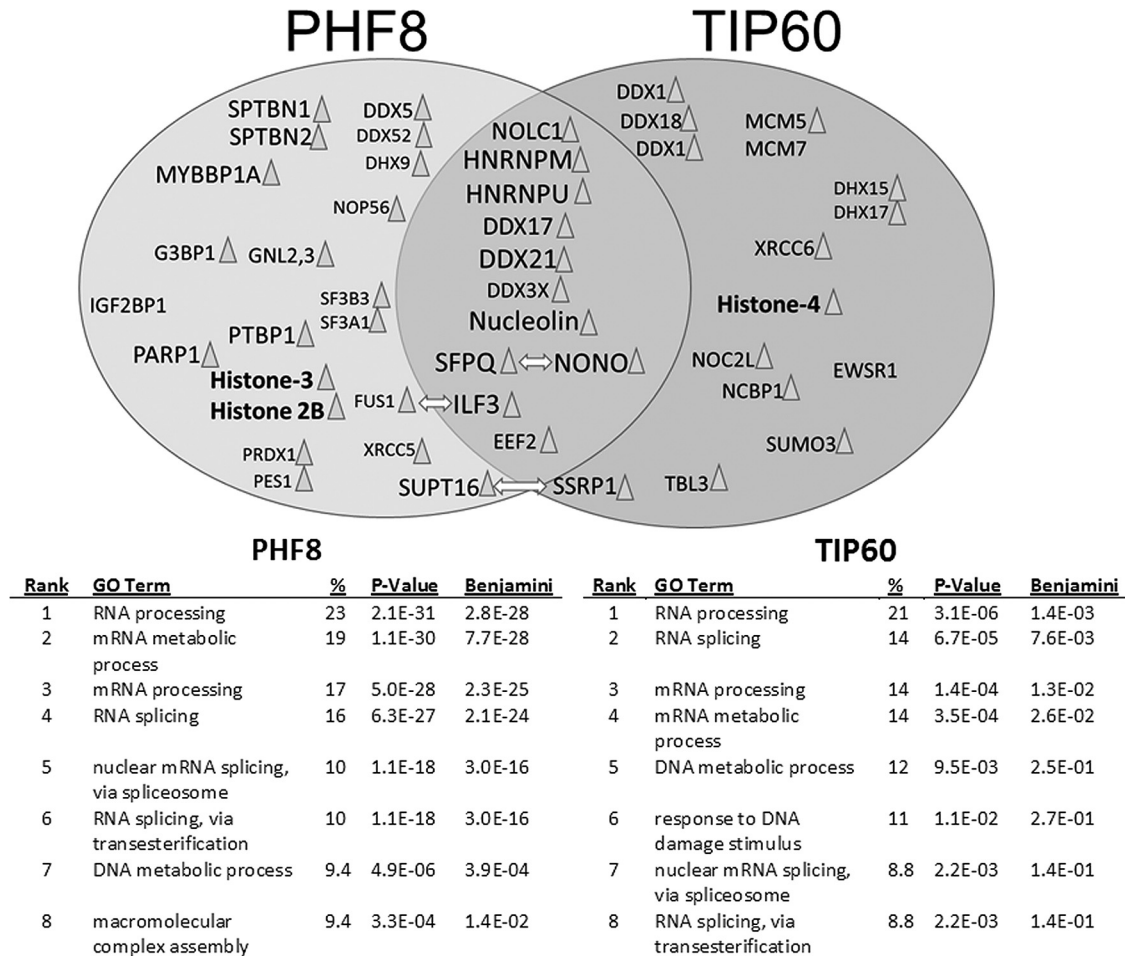 PHF8
TIP60
SPTBN1
SPTBN2
MYBBP1A
DDX5
DDX52
DHX9
NOP56
G3BP1
GNL2,3
IGF2BP1
SF3B3
SF3A1
PTBP1
PARP1
Histone-3
Histone 2B
FUS1
PRDX1
PES1
XRCC5
SUPT16
NOLC1
HNRNPM
HNRNPU
DDX17
DDX21
DDX3X
Nucleolin
SFPQ
NONO
ILF3
EEF2
SSRP1
DDX1
DDX18
DDX1
MCM5
MCM7
DHX15
DHX17
XRCC6
Histone-4
NOC2L
NCBP1
EWSR1
SUMO3
TBL3
PHF8
Rank GO Term % P-Value Benjamini
1 RNA processing 23 2.1E-31 2.8E-28
2 mRNA metabolic 19 1.1E-30 7.7E-28
process
3 mRNA processing 17 5.0E-28 2.3E-25
4 RNA splicing 16 6.3E-27 2.1E-24
5 nuclear mRNA splicing, 10 1.1E-18 3.0E-16
via spliceosome
6 RNA splicing, via 10 1.1E-18 3.0E-16
transesterification
7 DNA metabolic process 9.4 4.9E-06 3.9E-04
8 macromolecular 9.4 3.3E-04 1.4E-02
complex assembly
TIP60
Rank GO Term % P-Value Benjamini
1 RNA processing 21 3.1E-06 1.4E-03
2 RNA splicing 14 6.7E-05 7.6E-03
3 mRNA processing 14 1.4E-04 1.3E-02
4 mRNA metabolic 14 3.5E-04 2.6E-02
process
5 DNA metabolic process 12 9.5E-03 2.5E-01
6 response to DNA 11 1.1E-02 2.7E-01
damage stimulus
7 nuclear mRNA splicing, 8.8 2.2E-03 1.4E-01
via spliceosome
8 RNA splicing, via 8.8 2.2E-03 1.4E-01
transesterification